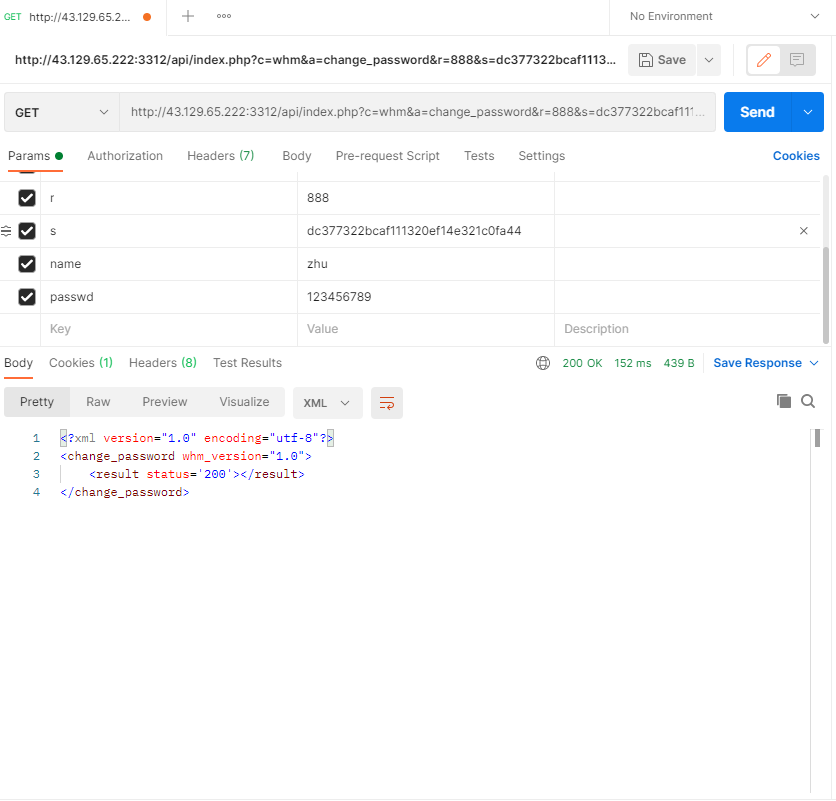 GET http://43.129.65.2...
No Environment
http://43.129.65.222:3312/api/index.php?c=whm&a=change_password&r=888&s=dc377322bcaf1113...
Save
GET
http://43.129.65.222:3312/api/index.php?c=whm&a=change_password&r=888&s=dc377322bcaf111...
Send
Params
Authorization
Headers (7)
Body
Pre-request Script
Tests
Settings
Cookies
r 888
s dc377322bcaf111320ef14e321c0fa44
name zhu
passwd 123456789
Key Value Description
Body
Cookies (1)
Headers (8)
Test Results
200 OK 152 ms 439 B
Save Response
Pretty
Raw
Preview
Visualize
XML
1 <?xml version="1.0" encoding="utf-8"?>
2 <change_password whm_version="1.0">
3 <result status='200'></result>
4 </change_password>